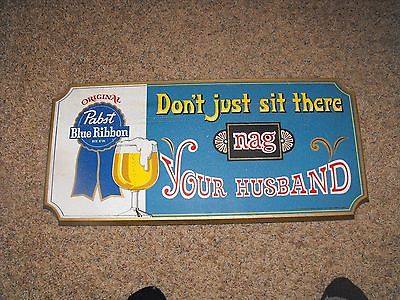 ORIGINAL
Pabst
Blue Ribbon
BEER
Don't just sit there
nag
YOUR HUSBAND